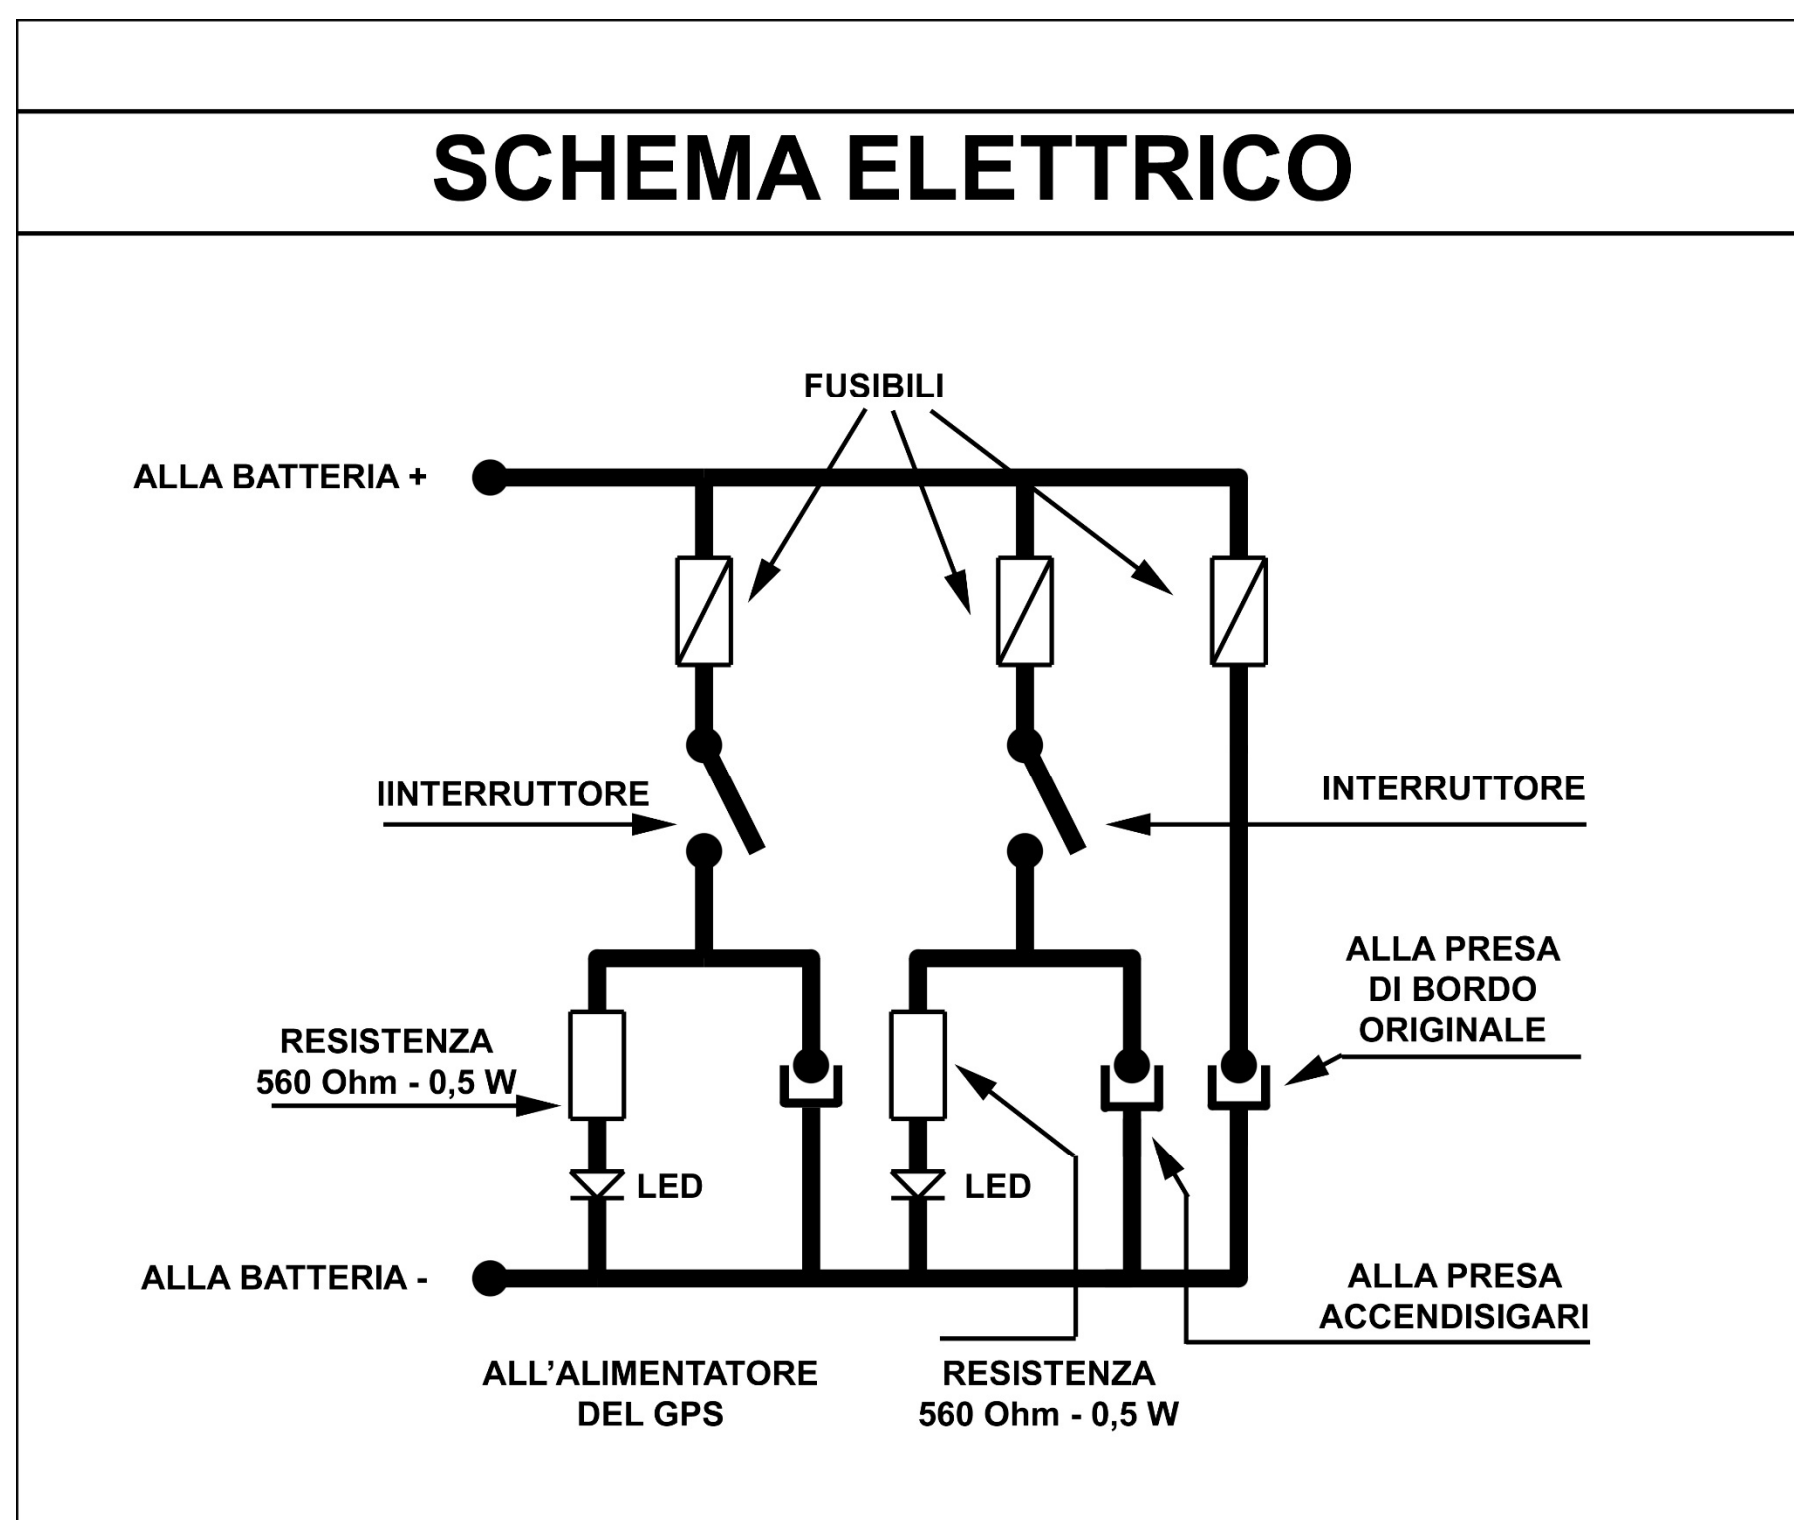 SCHEMA ELETTRICO
FUSIBILI
ALLA BATTERIA +
IINTERRUTTORE
INTERRUTTORE
ALLA PRESA
DI BORDO
ORIGINALE
RESISTENZA
560 Ohm - 0,5 W
LED
LED
ALLA BATTERIA -
ALLA PRESA
ACCENDISIGARI
ALL’ALIMENTATORE
DEL GPS
RESISTENZA
560 Ohm - 0,5 W